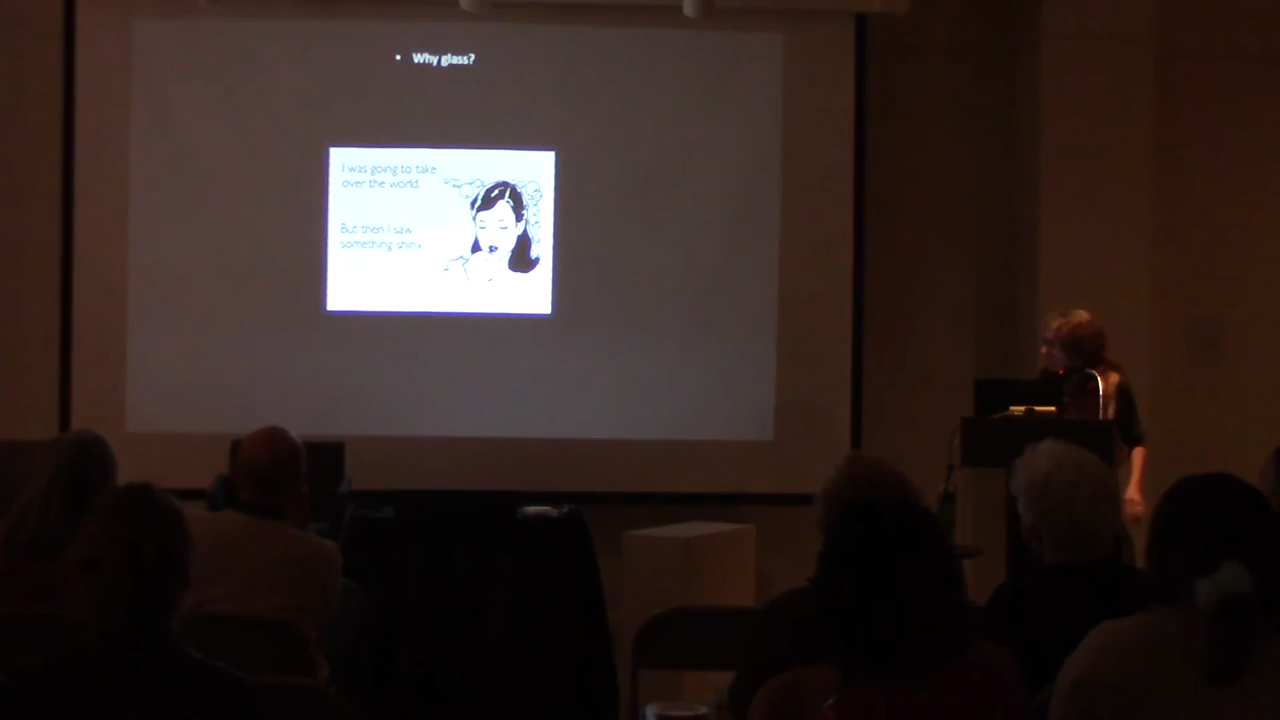 • Why glass?
I was going to take
over the world.
But then I saw
something shiny.